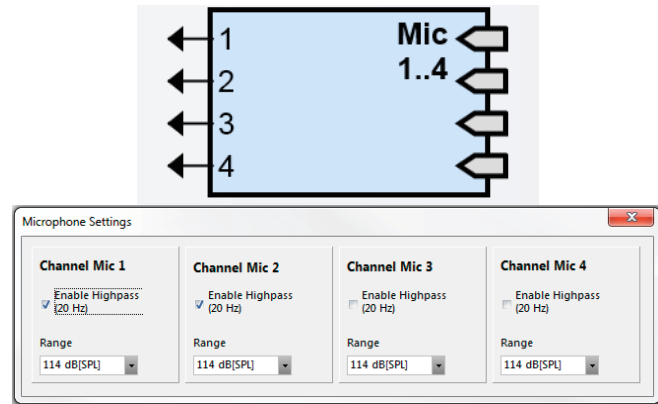 1 Mic
2 1..4
3
4
Microphone Settings
Channel Mic 1
Enable Highpass
(20 Hz)
Range
114 dB[SPL]
Channel Mic 2
Enable Highpass
(20 Hz)
Range
114 dB[SPL]
Channel Mic 3
Enable Highpass
(20 Hz)
Range
114 dB[SPL]
Channel Mic 4
Enable Highpass
(20 Hz)
Range
114 dB[SPL]